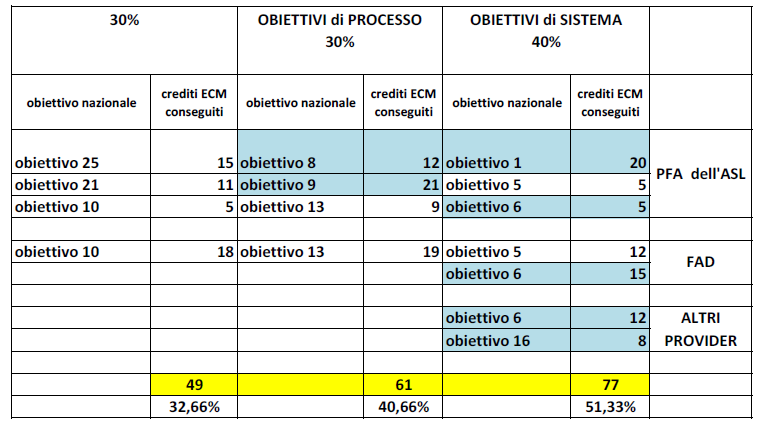 30% OBIETTIVI di PROCESSO OBIETTIVI di SISTEMA
30% 40%
obiettivo nazionale crediti ECM conseguiti obiettivo nazionale crediti ECM conseguiti obiettivo nazionale crediti ECM conseguiti
obiettivo 25 15 obiettivo 8 12 obiettivo 1 20 PFA dell'ASL
obiettivo 21 11 obiettivo 9 21 obiettivo 5 5
obiettivo 10 5 obiettivo 13 9 obiettivo 6 5
obiettivo 10 18 obiettivo 13 19 obiettivo 5 12 FAD
obiettivo 6 15
obiettivo 6 12 ALTRI
obiettivo 16 8 PROVIDER
49 61 77
32,66% 40,66% 51,33%